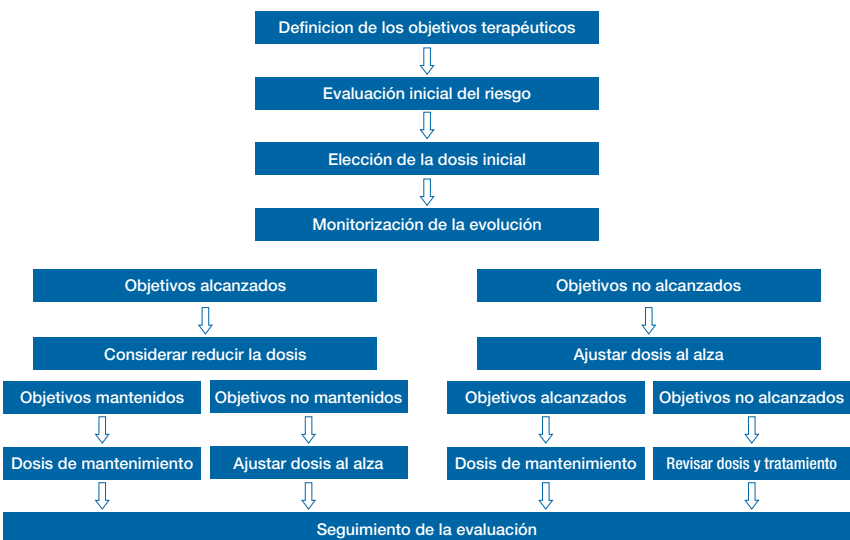 Definicion de los objetivos terapéuticos
Evaluación inicial del riesgo
Elección de la dosis inicial
Monitorización de la evolución
Objetivos alcanzados
Objetivos no alcanzados
Considerar reducir la dosis
Ajustar dosis al alza
Objetivos mantenidos
Objetivos no mantenidos
Objetivos alcanzados
Objetivos no alcanzados
Dosis de mantenimiento
Ajustar dosis al alza
Dosis de mantenimiento
Revisar dosis y tratamiento
Seguimiento de la evaluación